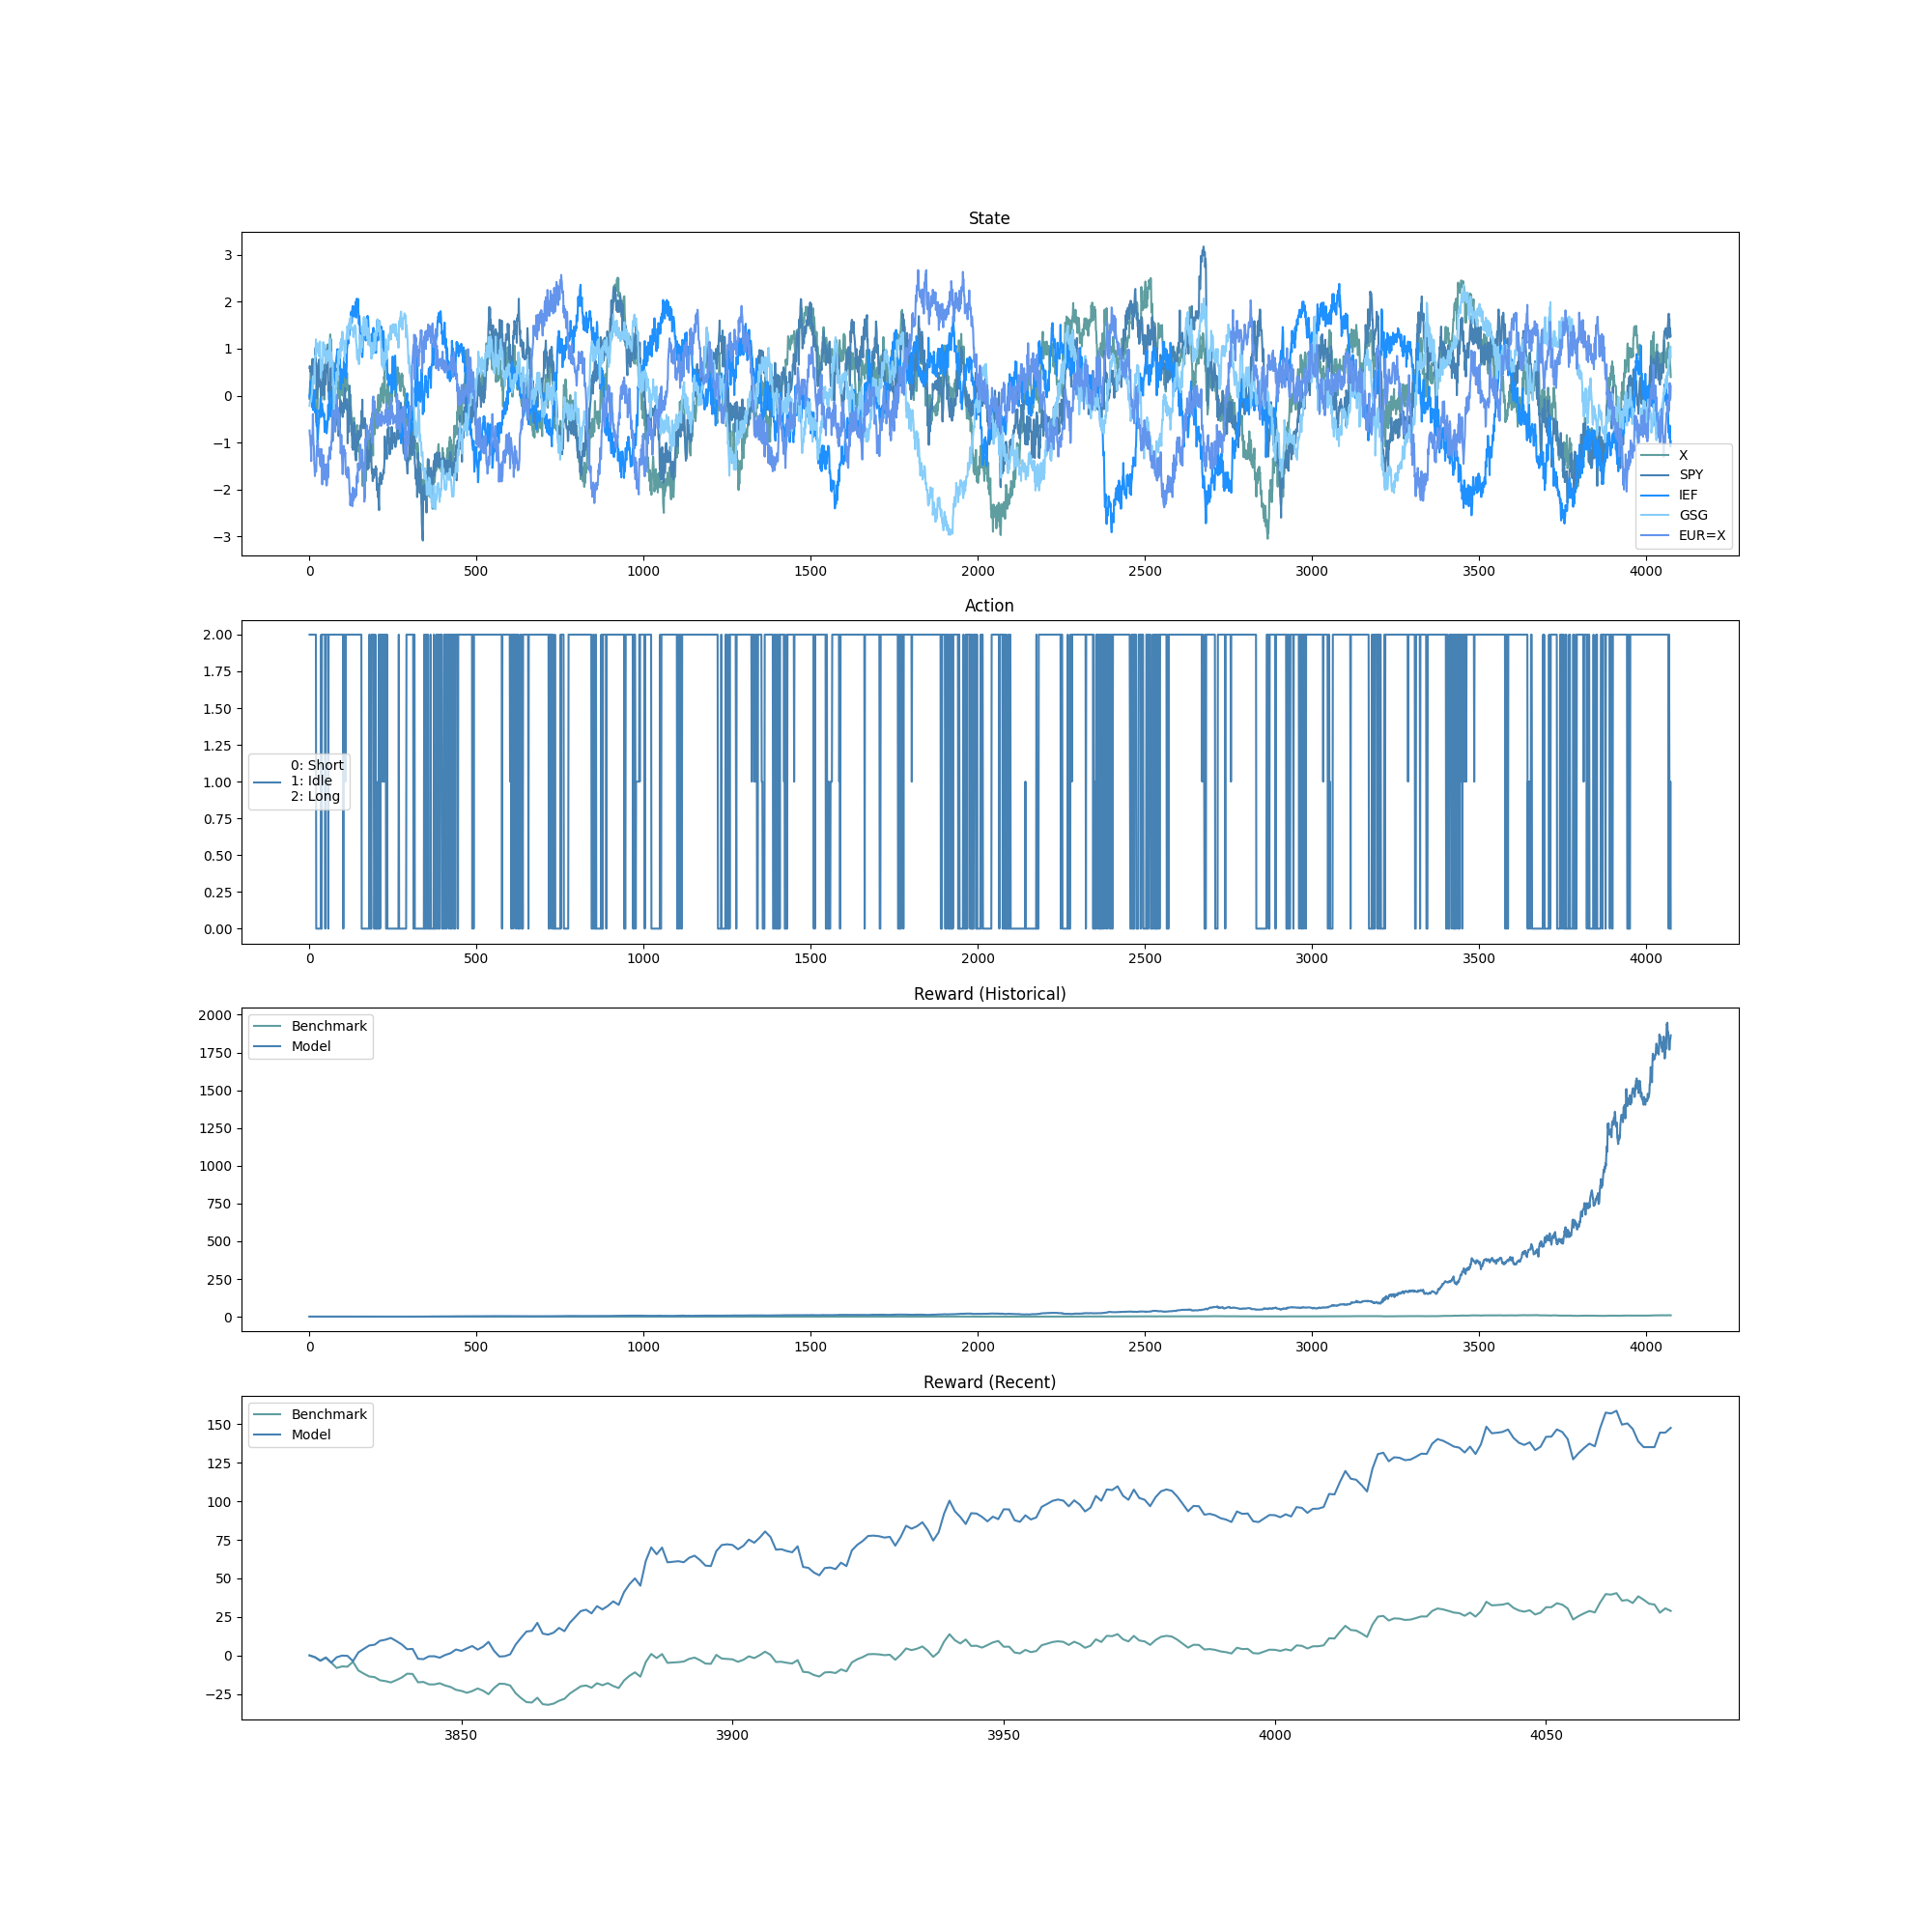 State
3
2
1
0
−1
−2
−3
X
SPY
IEF
GSG
EUR=X
0 500 1000 1500 2000 2500 3000 3500 4000
Action
2.00
1.75
1.50
1.25
1.00
0.75
0.50
0.25
0.00
0: Short
1: Idle
2: Long
0 500 1000 1500 2000 2500 3000 3500 4000
Reward (Historical)
2000
1750
1500
1250
1000
750
500
250
0
Benchmark
Model
0 500 1000 1500 2000 2500 3000 3500 4000
Reward (Recent)
150
125
100
75
50
25
0
−25
Benchmark
Model
3850 3900 3950 4000 4050